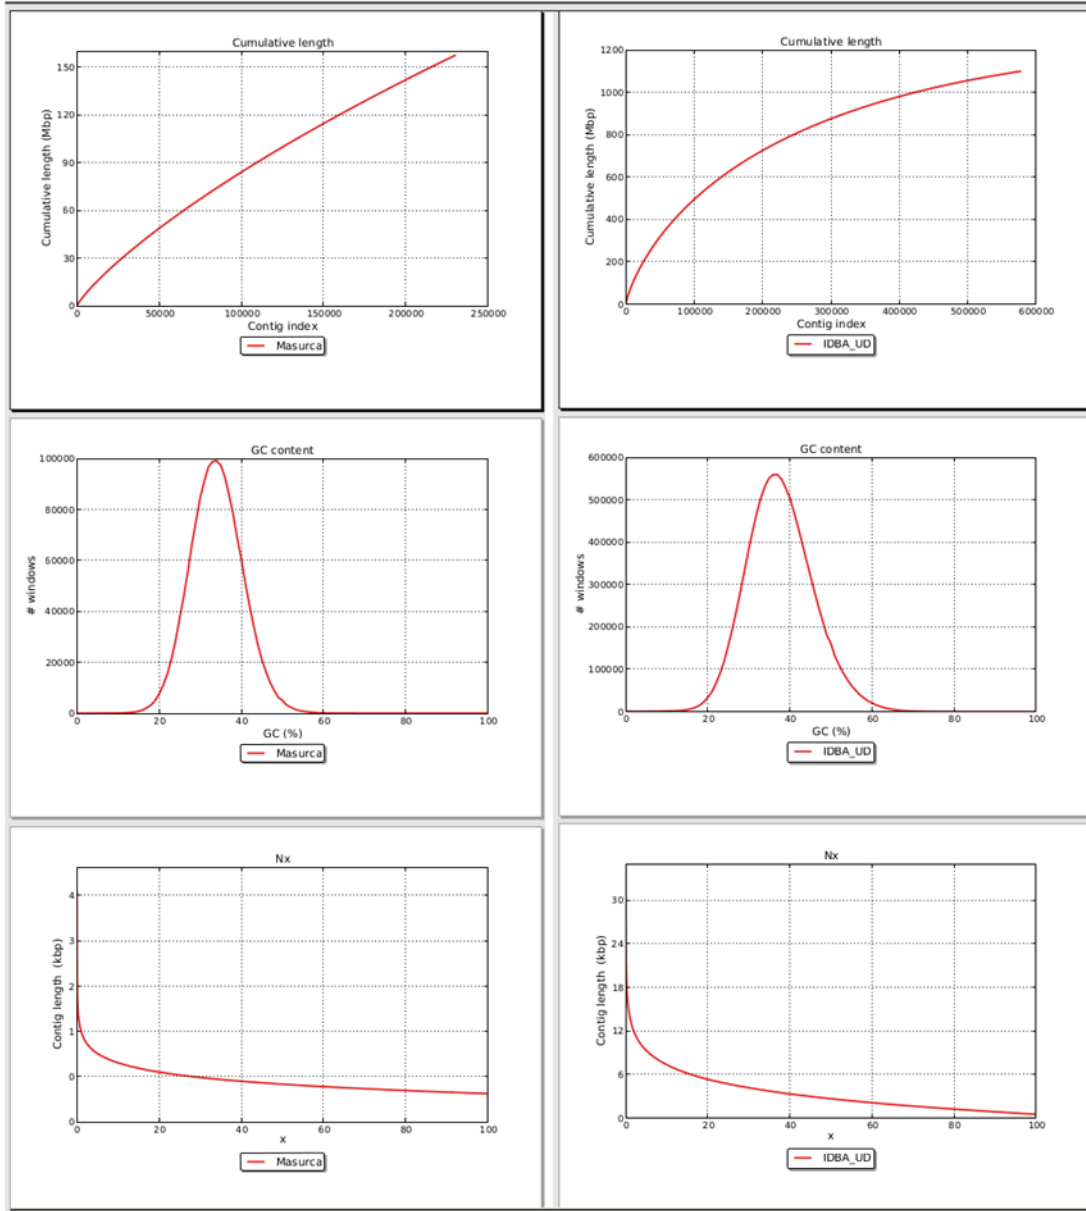 Cumulative length
150
120
90
60
30
0
Cumulative length (Mbp)
0 50000 100000 150000 200000 250000
Contig index
Masurca
Cumulative length
1200
1000
800
600
400
200
0
Cumulative length (Mbp)
0 100000 200000 300000 400000 500000 600000
Contig index
IDBA_UD
GC content
100000
80000
60000
40000
20000
0
# windows
0 20 40 60 80 100
GC (%)
Masurca
GC content
600000
500000
400000
300000
200000
100000
0
# windows
0 20 40 60 80 100
GC (%)
IDBA_UD
Nx
4
3
2
1
0
0
Contig length (kbp)
0 20 40 60 80 100
x
Masurca
Nx
30
24
18
12
6
0
Contig length (kbp)
0 20 40 60 80 100
x
IDBA_UD